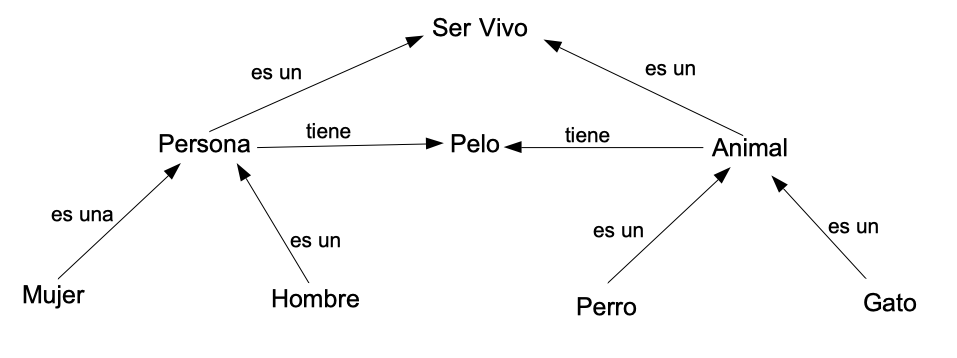 Ser Vivo
es un
es un
Persona
tiene
Pelo
tiene
Animal
es una
es un
es un
es un
Mujer
Hombre
Perro
Gato